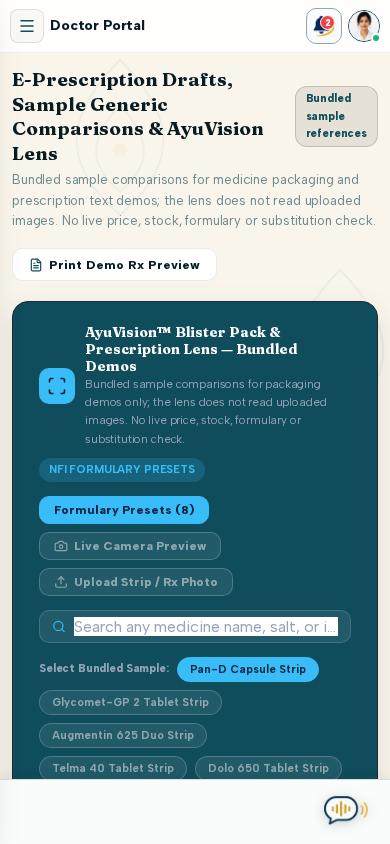 Doctor Portal
2
E-Prescription Drafts,
Sample Generic
Comparisons & AyuVision
Lens
Bundled
sample
references
Bundled sample comparisons for medicine packaging and
prescription text demos; the lens does not read uploaded
images. No live price, stock, formulary or substitution check.
Print Demo Rx Preview
AyuVision™ Blister Pack &
Prescription Lens — Bundled
Demos
Bundled sample comparisons for packaging
demos only; the lens does not read uploaded
images. No live price, stock, formulary or
substitution check.
NFI FORMULARY PRESETS
Formulary Presets (8)
Live Camera Preview
Upload Strip / Rx Photo
Search any medicine name, salt, or i...
Select Bundled Sample:
Pan-D Capsule Strip
Glycomet-GP 2 Tablet Strip
Augmentin 625 Duo Strip
Telma 40 Tablet Strip
Dolo 650 Tablet Strip